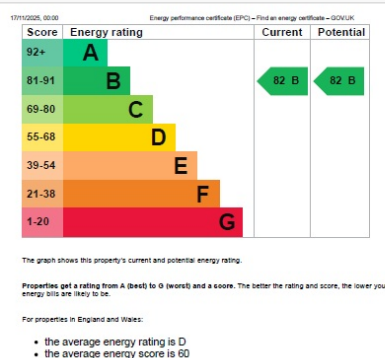 17/11/2025, 00:00 Energy performance certificate (EPC) – Find an energy certificate – GOV.UK
Score Energy rating Current Potential
92+ A
81-91 B 82 B 82 B
69-80 C
55-68 D
39-54 E
21-38 F
1-20 G
The graph shows this property's current and potential energy rating.
Properties get a rating from A (best) to G (worst) and a score. The better the rating and score, the lower you
energy bills are likely to be.
For properties in England and Wales:
• the average energy rating is D
• the average energy score is 60